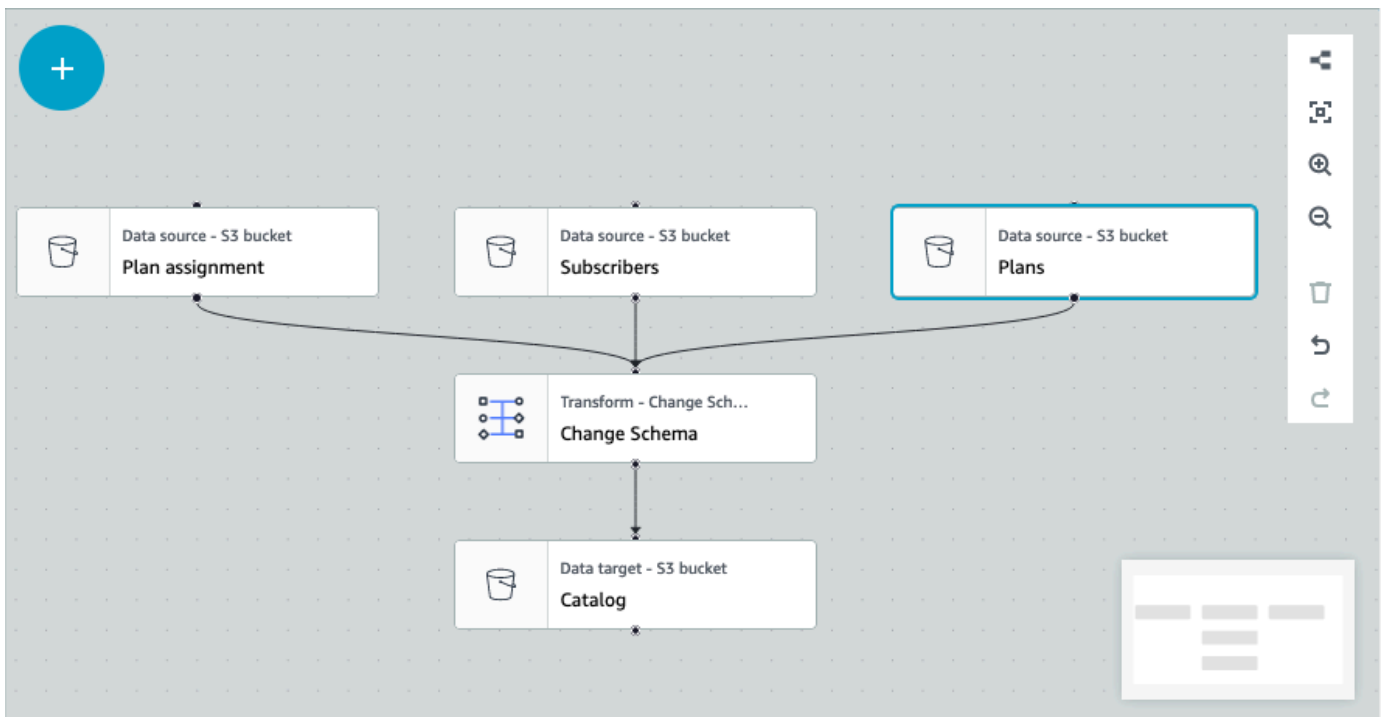 +
Data source - S3 bucket
Plan assignment
Data source - S3 bucket
Subscribers
Data source - S3 bucket
Plans
Transform - Change Sch...
Change Schema
Data target - S3 bucket
Catalog